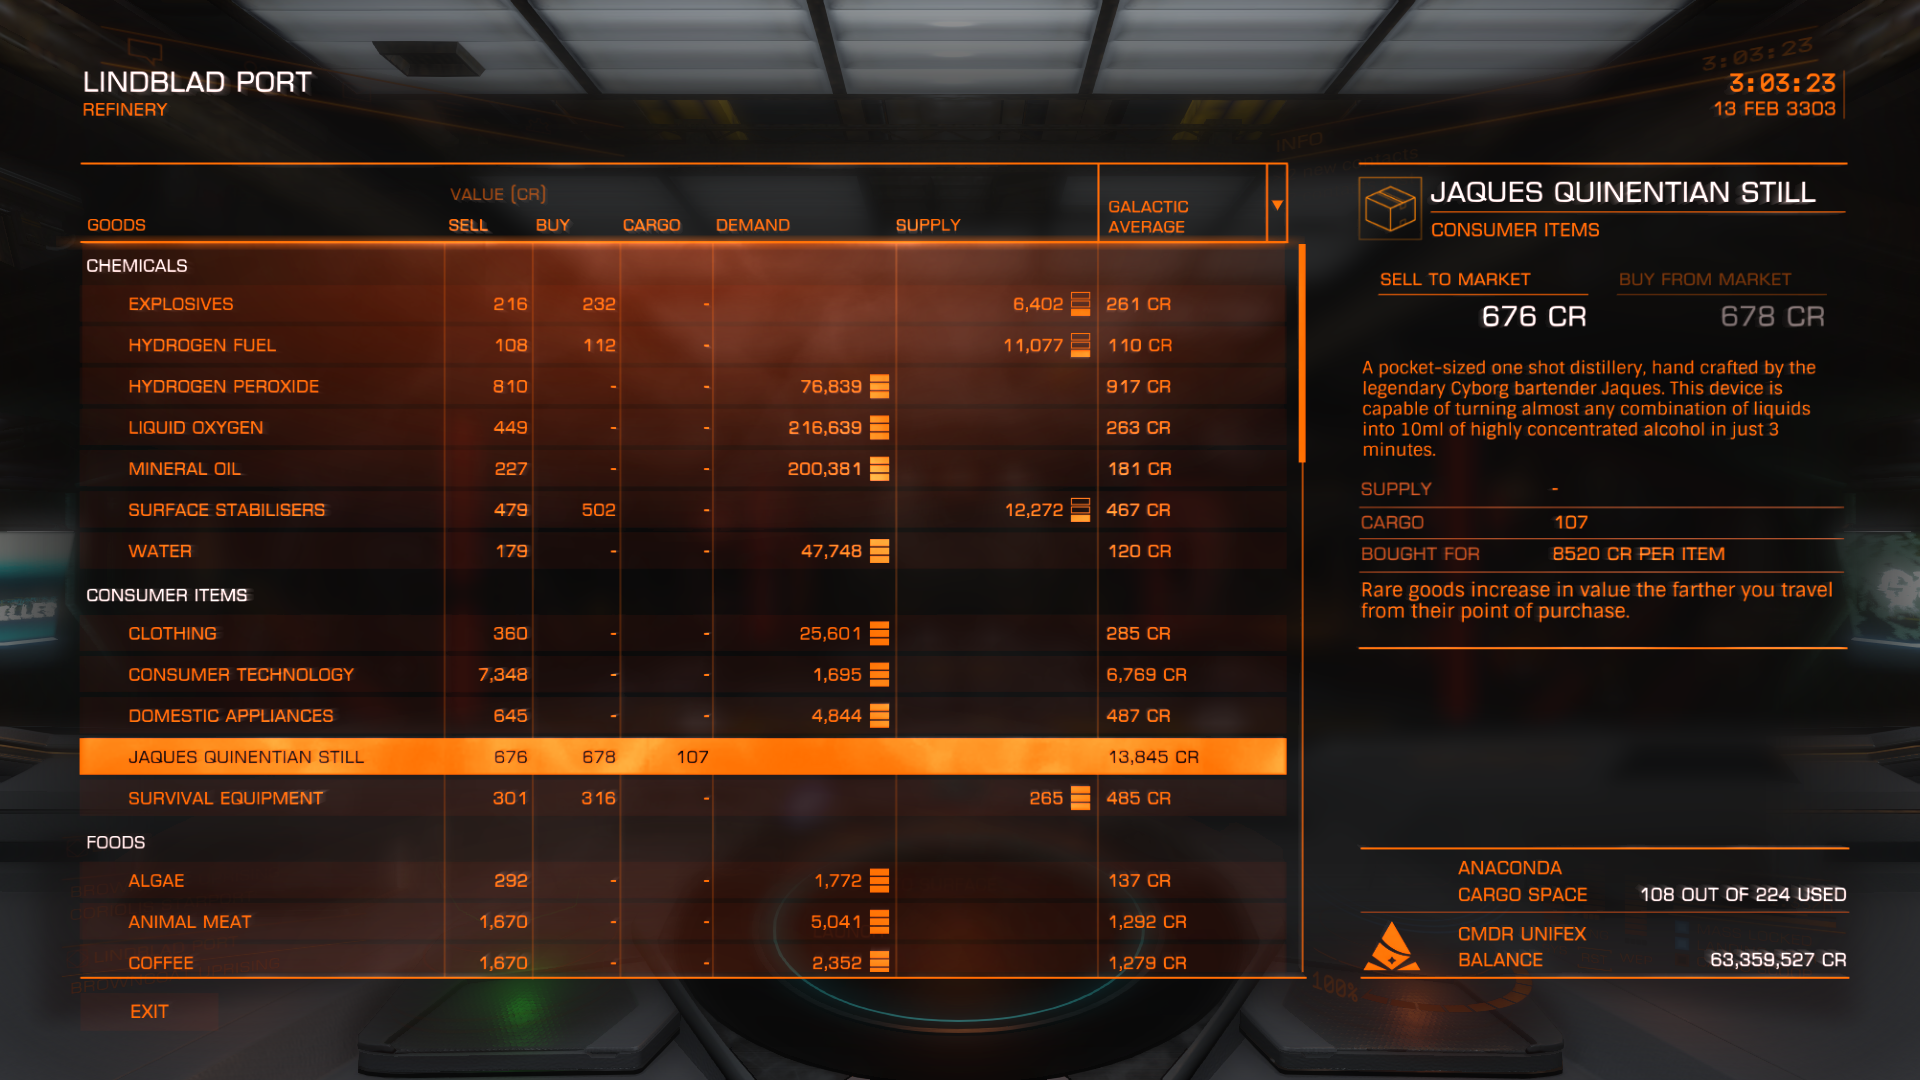 LINDBLAD PORT
REFINERY
3:03:23
3:03:23
13 FEB 3303
INFO
VALUE (CR)
GOODS SELL BUY CARGO DEMAND SUPPLY GALACTIC AVERAGE
CHEMICALS
EXPLOSIVES 216 232 - 6,402 261 CR
HYDROGEN FUEL 108 112 - 11,077 110 CR
HYDROGEN PEROXIDE 810 - - 76,839 917 CR
LIQUID OXYGEN 449 - - 216,639 263 CR
MINERAL OIL 227 - - 200,381 181 CR
SURFACE STABILISERS 479 502 - 12,272 467 CR
WATER 179 - - 47,748 120 CR
CONSUMER ITEMS
CLOTHING 360 - - 25,601 285 CR
CONSUMER TECHNOLOGY 7,348 - - 1,695 6,769 CR
DOMESTIC APPLIANCES 645 - - 4,844 487 CR
JAQUES QUINENTIAN STILL 676 678 107 13,845 CR
SURVIVAL EQUIPMENT 301 316 - 265 485 CR
FOODS
ALGAE 292 - - 1,772 137 CR
ANIMAL MEAT 1,670 - - 5,041 1,292 CR
COFFEE 1,670 - - 2,352 1,279 CR
EXIT
JAQUES QUINENTIAN STILL
CONSUMER ITEMS
SELL TO MARKET BUY FROM MARKET
676 CR 678 CR
A pocket-sized one shot distillery, hand crafted by the
legendary Cyborg bartender Jaques. This device is
capable of turning almost any combination of liquids
into 10ml of highly concentrated alcohol in just 3
minutes.
SUPPLY -
CARGO 107
BOUGHT FOR 8520 CR PER ITEM
Rare goods increase in value the farther you travel
from their point of purchase.
ANACONDA
CARGO SPACE 108 OUT OF 224 USED
CMDR UNIFEX
BALANCE 63,359,527 CR
100%